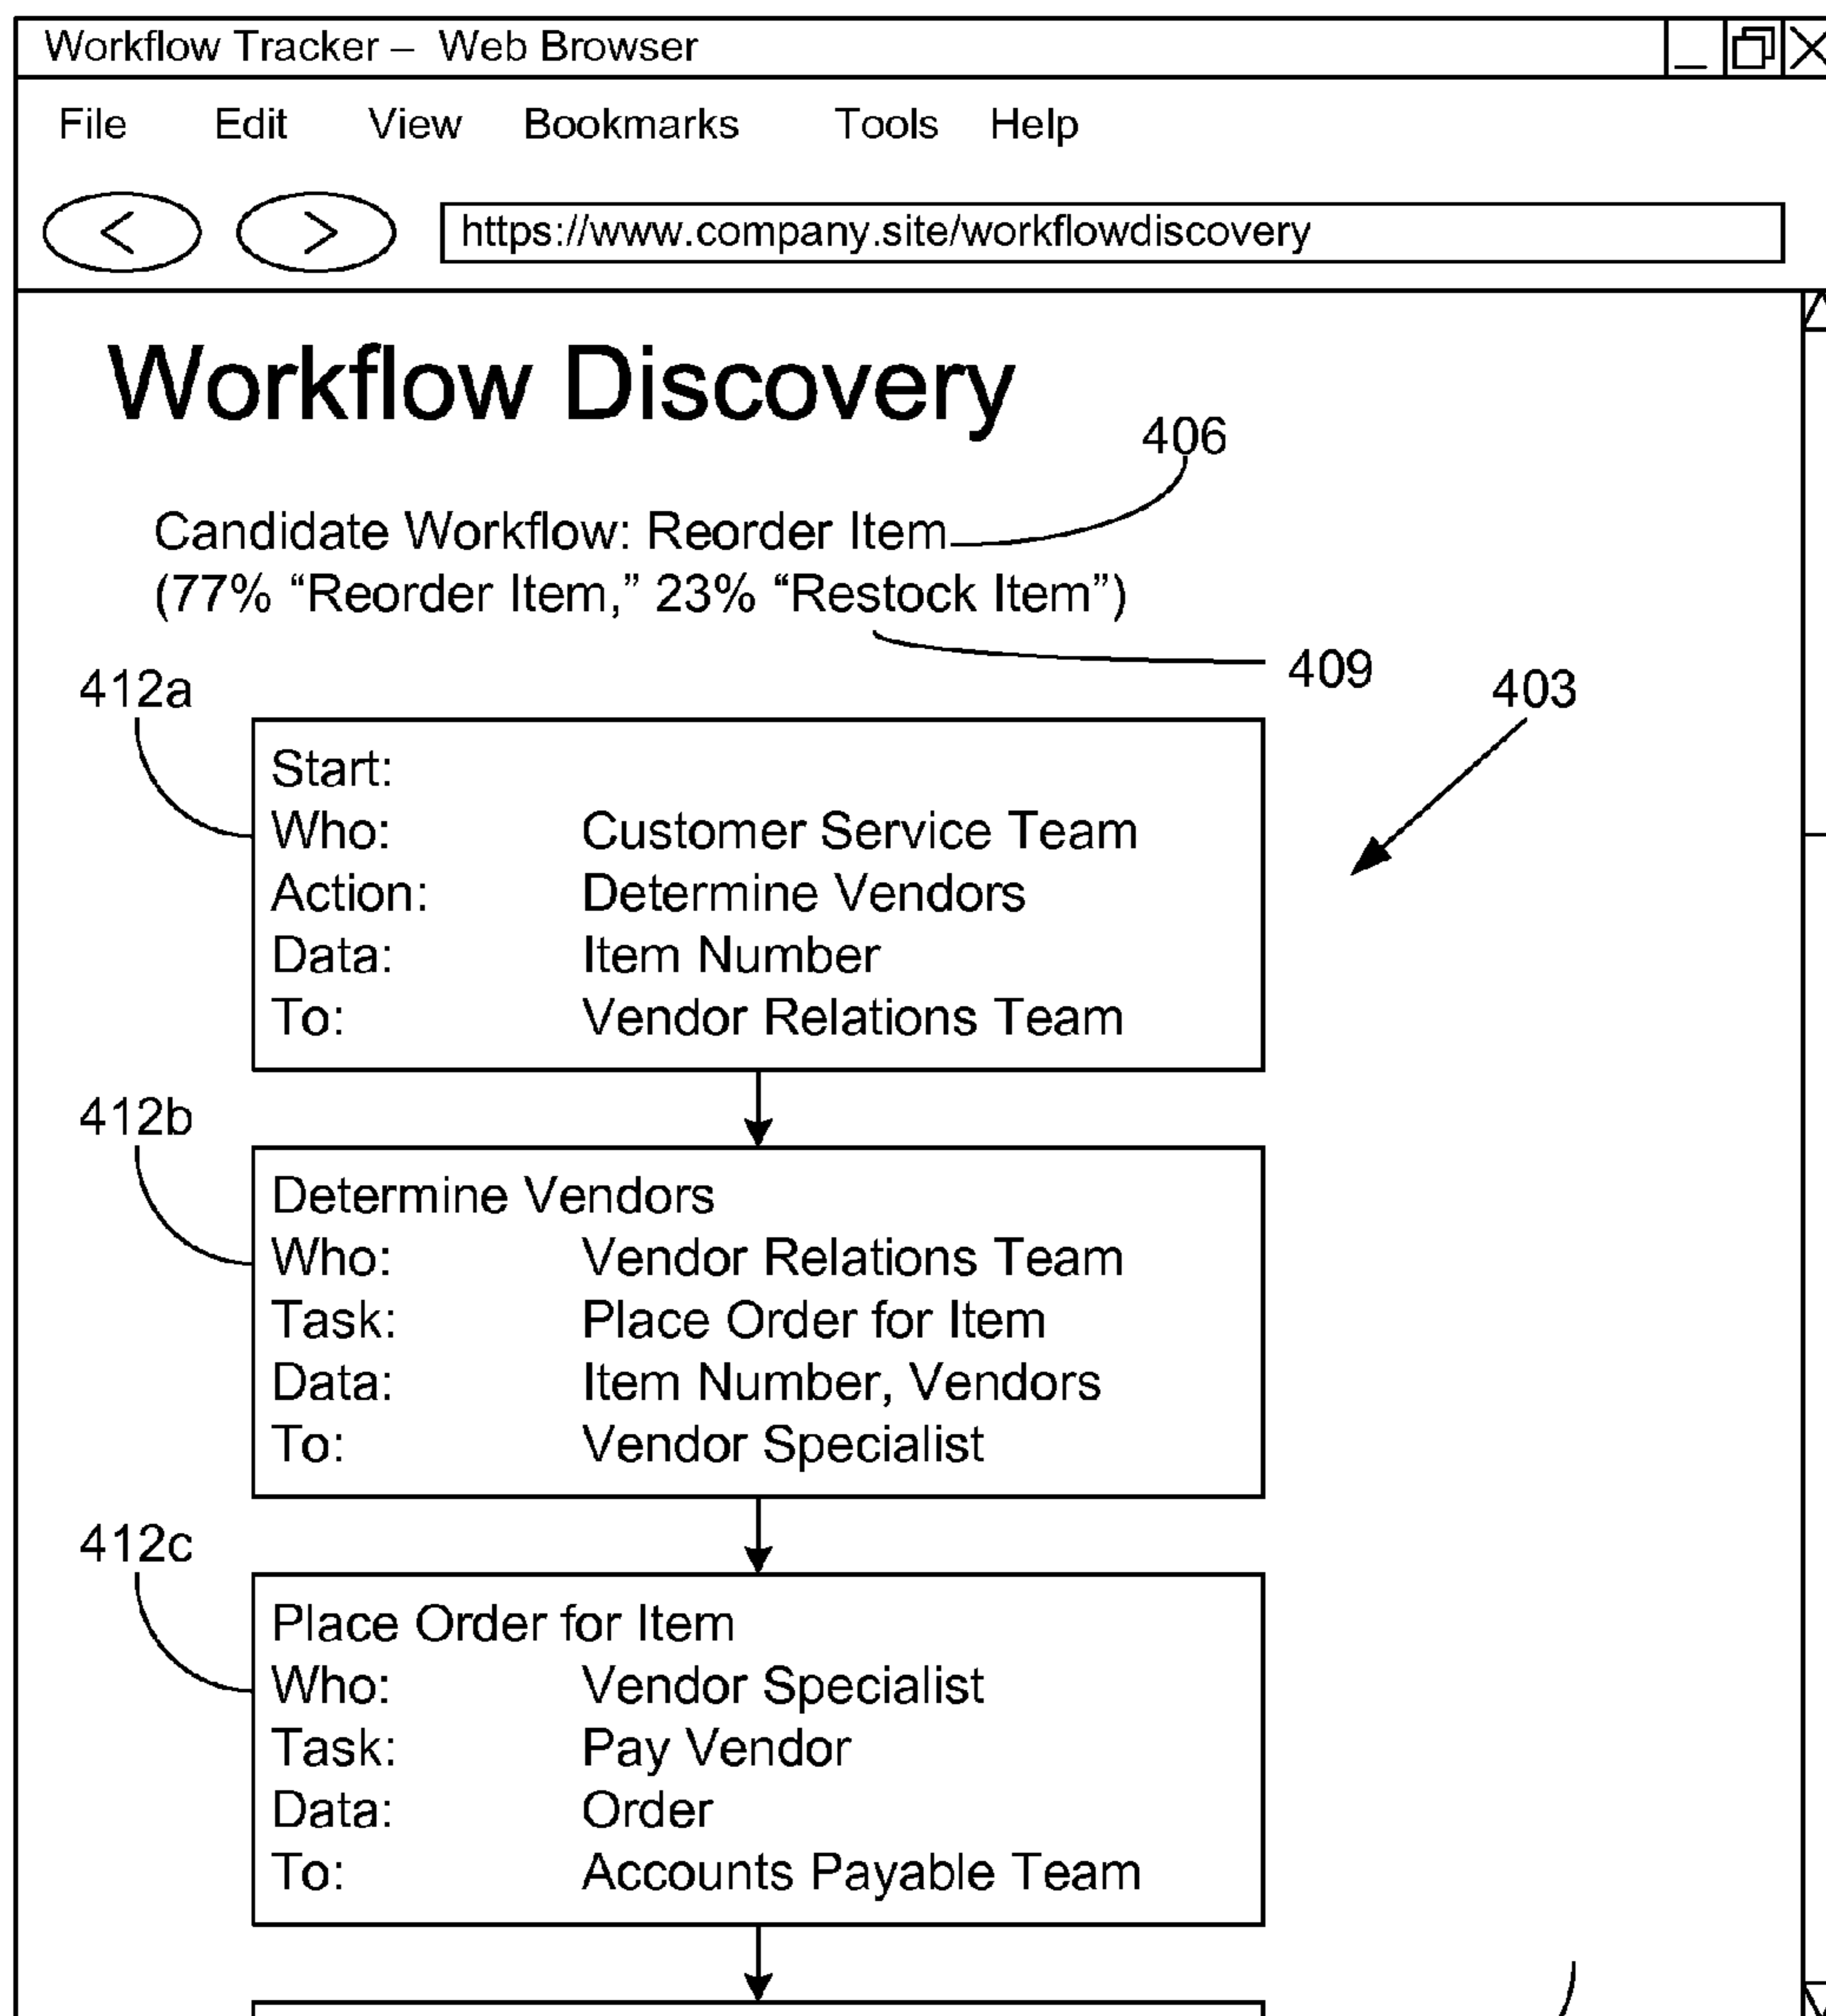 Workflow Tracker – Web Browser
File Edit View Bookmarks Tools Help
< > https://www.company.site/workflowdiscovery
Workflow Discovery
406
Candidate Workflow: Reorder Item
(77% “Reorder Item,” 23% “Restock Item”)
409
412a
403
Start:
Who: Customer Service Team
Action: Determine Vendors
Data: Item Number
To: Vendor Relations Team
412b
Determine Vendors
Who: Vendor Relations Team
Task: Place Order for Item
Data: Item Number, Vendors
To: Vendor Specialist
412c
Place Order for Item
Who: Vendor Specialist
Task: Pay Vendor
Data: Order
To: Accounts Payable Team